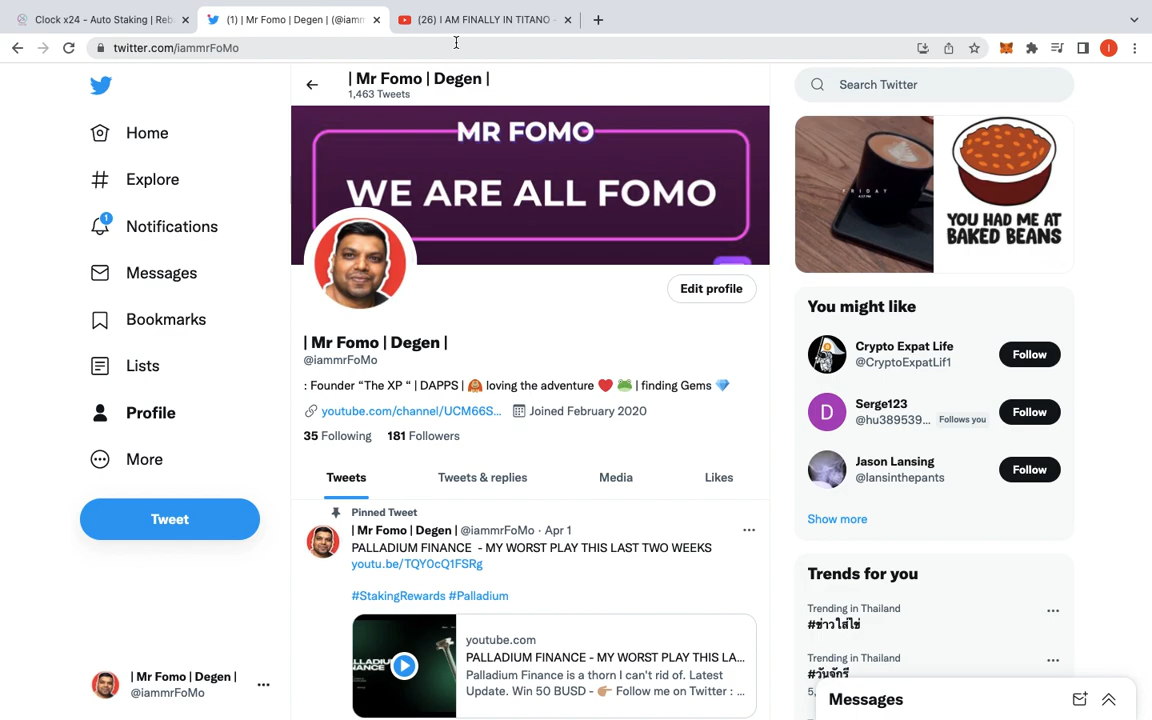 Clock x24 - Auto Staking | Reb
(1) | Mr Fomo | Degen | (@iamm
(26) I AM FINALLY IN TITANO -
twitter.com/iammrFoMo
I
| Mr Fomo | Degen |
1,463 Tweets
Search Twitter
MR FOMO
WE ARE ALL FOMO
Home
Explore
1
Notifications
Messages
Bookmarks
Lists
Profile
More
Tweet
Edit profile
| Mr Fomo | Degen |
@iammrFoMo
: Founder “The XP “ | DAPPS | 🙈 loving the adventure ❤️ 🐸 | finding Gems 💎
youtube.com/channel/UCM66S... Joined February 2020
35 Following 181 Followers
Tweets Tweets & replies Media Likes
Pinned Tweet
| Mr Fomo | Degen | @iammrFoMo · Apr 1
PALLADIUM FINANCE - MY WORST PLAY THIS LAST TWO WEEKS
youtu.be/TQY0cQ1FSRg
#StakingRewards #Palladium
youtube.com
PALLADIUM FINANCE - MY WORST PLAY THIS LA...
Palladium Finance is a thorn I can't rid of. Latest
Update. Win 50 BUSD - 👉🏽 Follow me on Twitter : ...
FRIDAY
YOU HAD ME AT
BAKED BEANS
You might like
Crypto Expat Life
@CryptoExpatLif1
Follow
D
Serge123
@hu389539... Follows you
Follow
Jason Lansing
@lansinthepants
Follow
Show more
Trends for you
Trending in Thailand
#ข่าวใส่ไข่
Trending in Thailand
#วันจักรี
Messages
| Mr Fomo | Degen |
@iammrFoMo